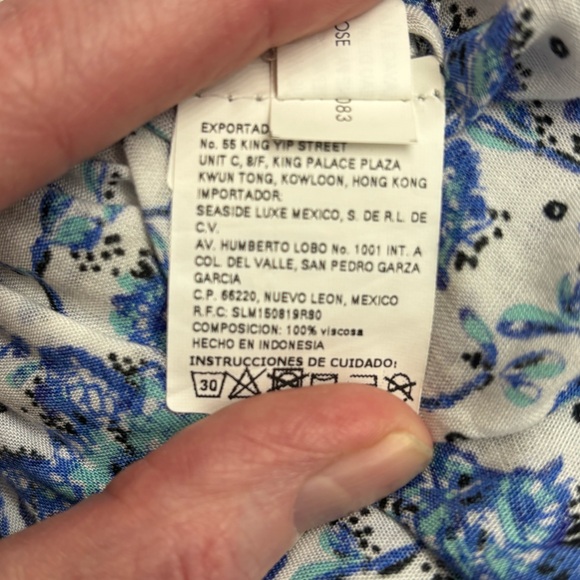 OSE
083
EXPORTAD
No. 55 KING YIP STREET
UNIT C, 8/F, KING PALACE PLAZA
KWUN TONG, KOWLOON, HONG KONG
IMPORTADOR:
SEASIDE LUXE MEXICO, S. DE R.L. DE
C.V.
AV. HUMBERTO LOBO No. 1001 INT. A
COL. DEL VALLE, SAN PEDRO GARZA
GARCIA
C.P. 66220, NUEVO LEON, MEXICO
R.F.C: SLM150819R90
COMPOSICION: 100% viscosa
HECHO EN INDONESIA
INSTRUCCIONES DE CUIDADO:
30